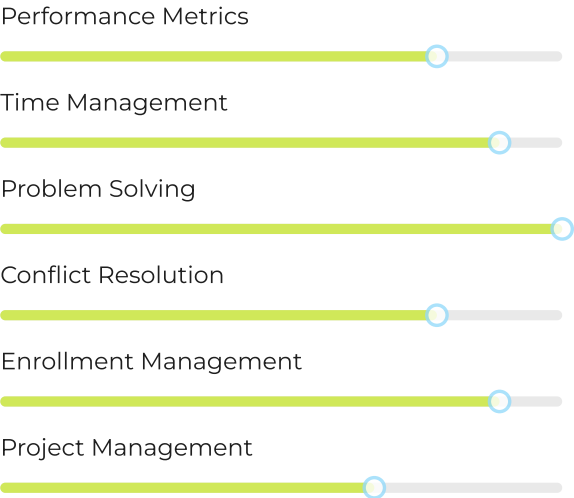 Performance Metrics
Time Management
Problem Solving
Conflict Resolution
Enrollment Management
Project Management